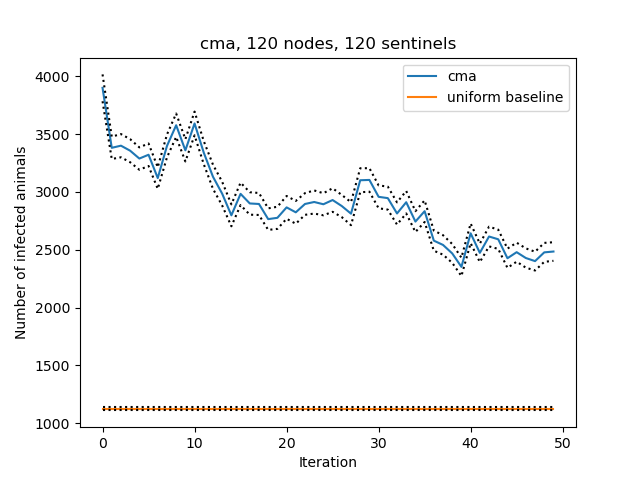 cma, 120 nodes, 120 sentinels
cma
uniform baseline
Number of infected animals
4000
3500
3000
2500
2000
1500
1000
0 10 20 30 40 50
Iteration